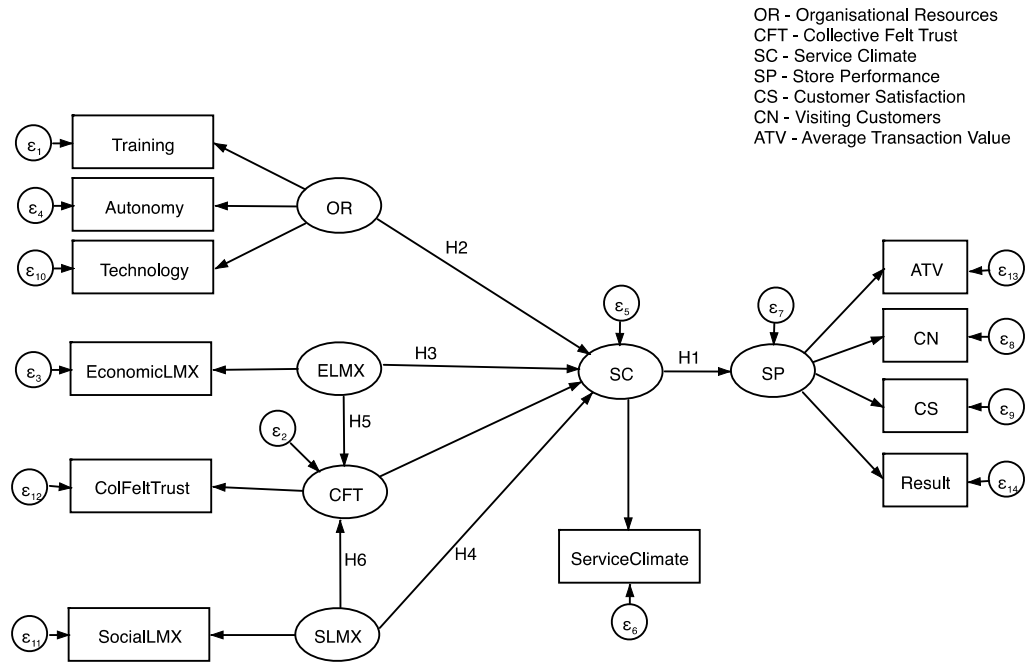 OR - Organisational Resources
CFT - Collective Felt Trust
SC - Service Climate
SP - Store Performance
CS - Customer Satisfaction
CN - Visiting Customers
ATV - Average Transaction Value
ε1
Training
ε4
Autonomy
OR
ε10
Technology
H2
ATV
ε13
ε5
ε7
CN
ε8
ε3
EconomicLMX
ELMX
H3
SC
H1
SP
CS
ε9
H5
ε2
ε12
ColFeltTrust
CFT
Result
ε14
H6
H4
ServiceClimate
ε11
SocialLMX
SLMX
ε6